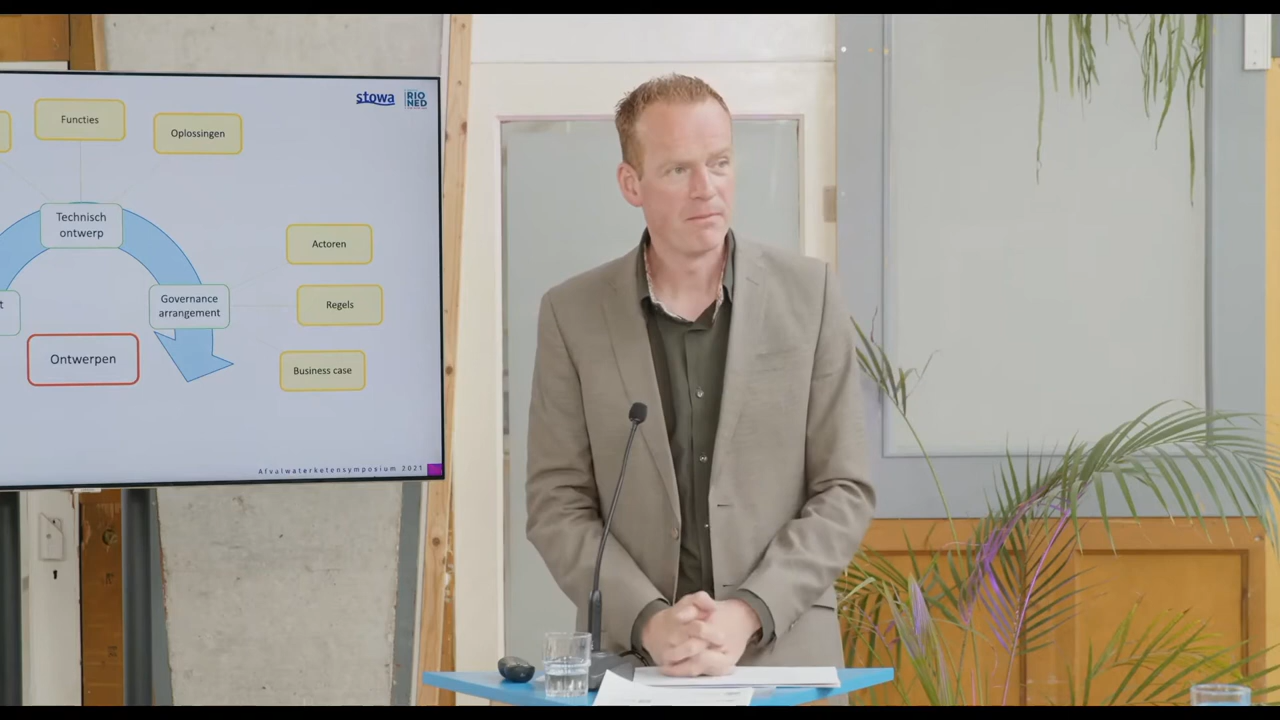 stowa
RIO
NED
Functies
Oplossingen
Technisch
ontwerp
Actoren
Governance
arrangement
Regels
Ontwerpen
Business case
Afvalwaterketensymposium 2021